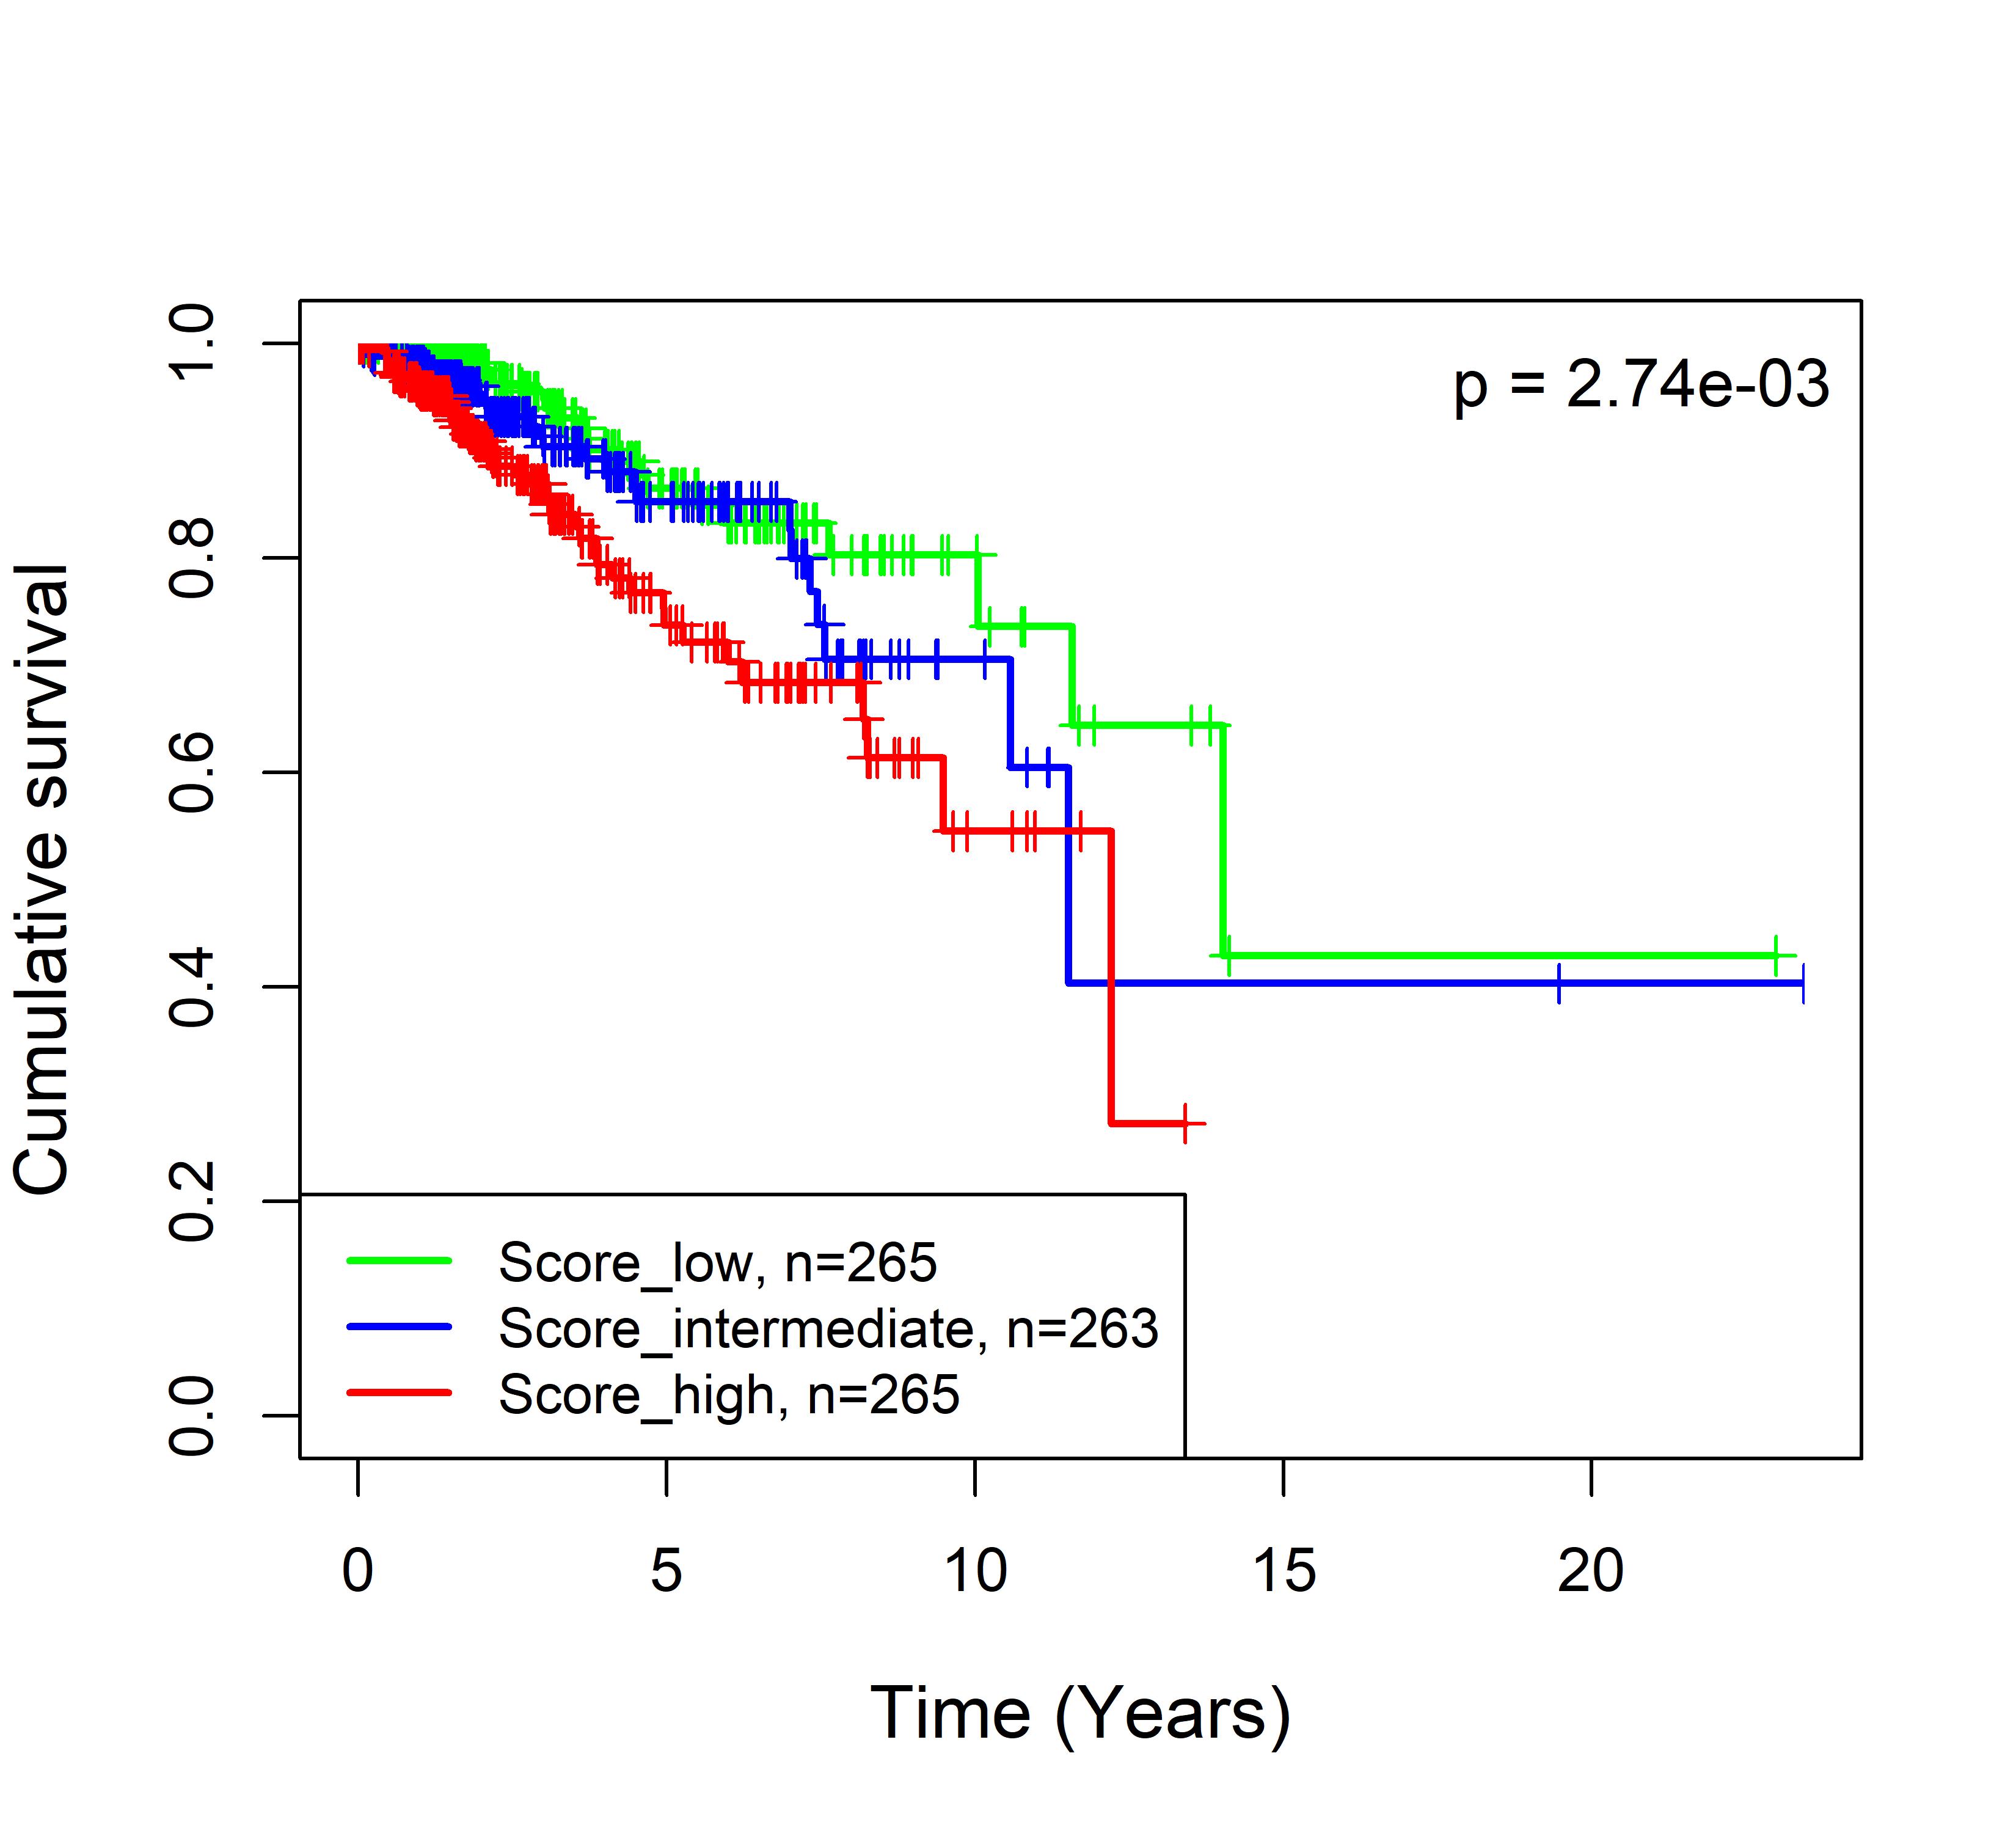 p = 2.74e-03
Cumulative survival
1.0
0.8
0.6
0.4
0.2
0.0
Score_low, n=265
Score_intermediate, n=263
Score_high, n=265
0 5 10 15 20
Time (Years)